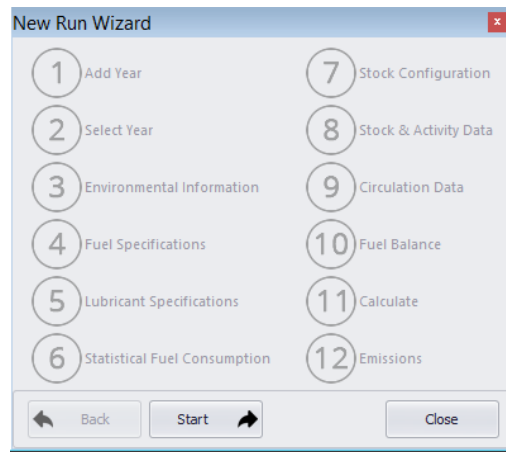 New Run Wizard
x
1 Add Year
2 Select Year
3 Environmental Information
4 Fuel Specifications
5 Lubricant Specifications
6 Statistical Fuel Consumption
7 Stock Configuration
8 Stock & Activity Data
9 Circulation Data
10 Fuel Balance
11 Calculate
12 Emissions
Back Start Close